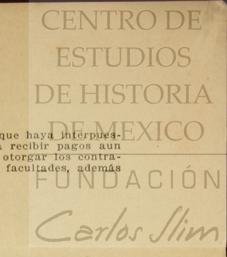 CENTRO DE
ESTUDIOS
DE HISTORIA
DE MEXICO
que haya interpues-
recibir pagos aun
otorgar los contra-
facultades, además
FUNDACIÓN
Carlos Slim